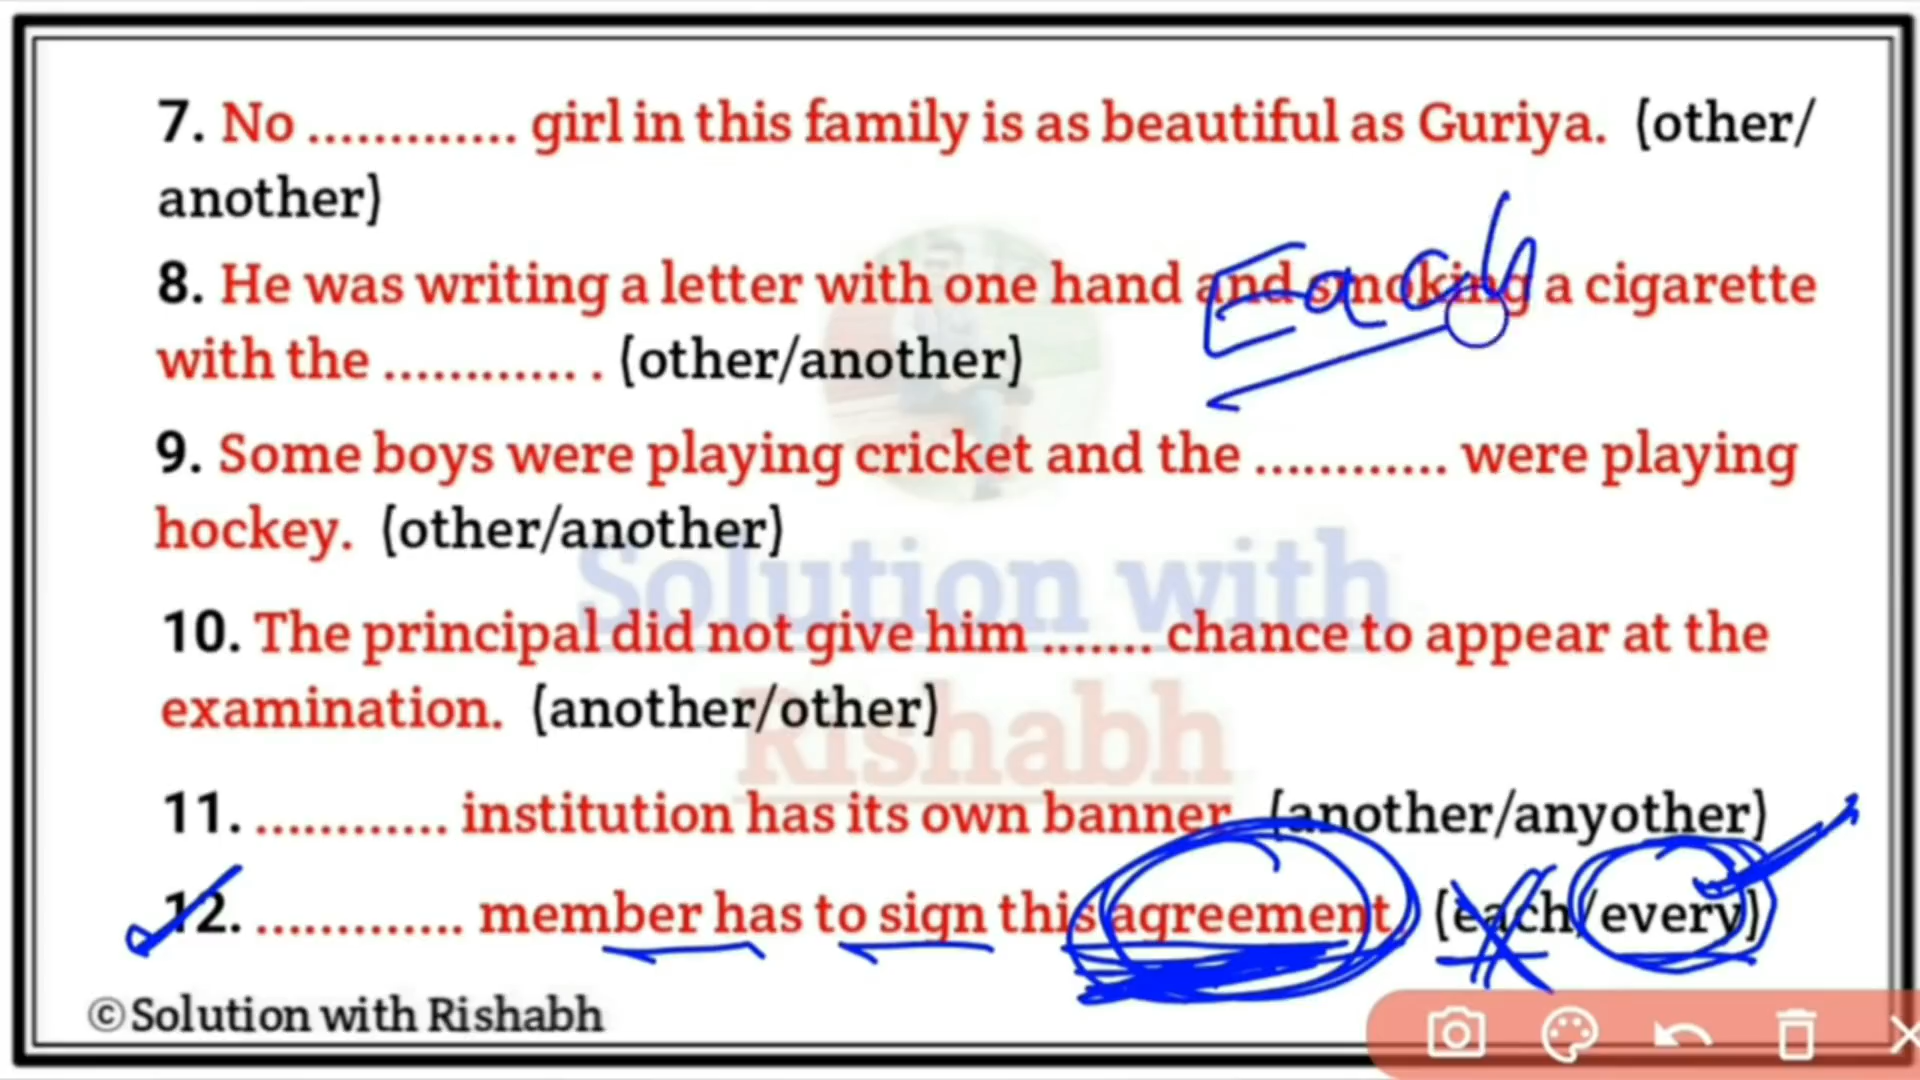 7. No ............. girl in this family is as beautiful as Guriya. (other/
another)
8. He was writing a letter with one hand and smoking a cigarette
with the ............ . (other/another)
Each
9. Some boys were playing cricket and the ............ were playing
hockey. (other/another)
Solution with
10. The principal did not give him ....... chance to appear at the
examination. (another/other)
Rishabh
11. ............ institution has its own banner (another/anyother)
12. ............. member has to sign this agreement (each/every)
©Solution with Rishabh